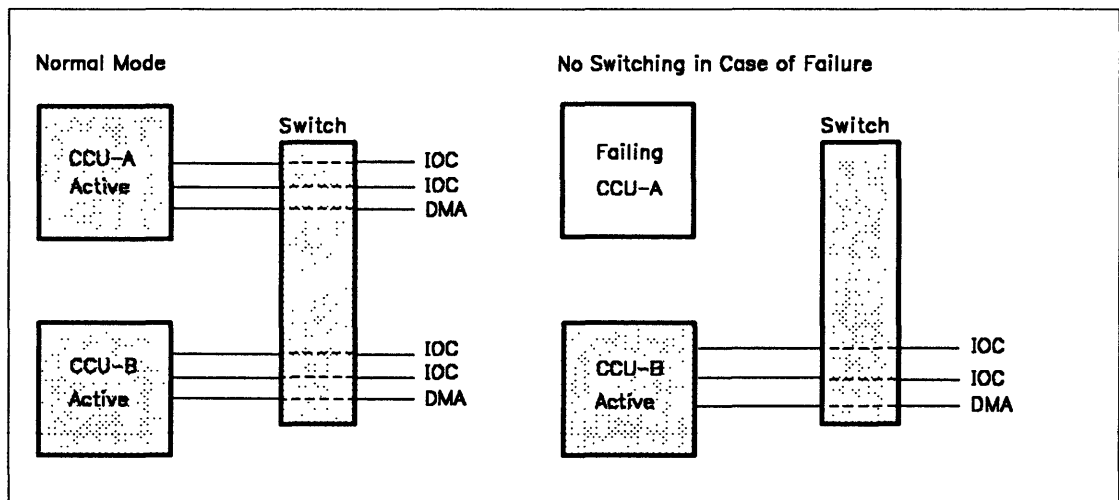 Normal Mode
CCU-A
Active
Switch
IOC
IOC
DMA
CCU-B
Active
IOC
IOC
DMA
No Switching in Case of Failure
Failing
CCU-A
Switch
CCU-B
Active
IOC
IOC
DMA